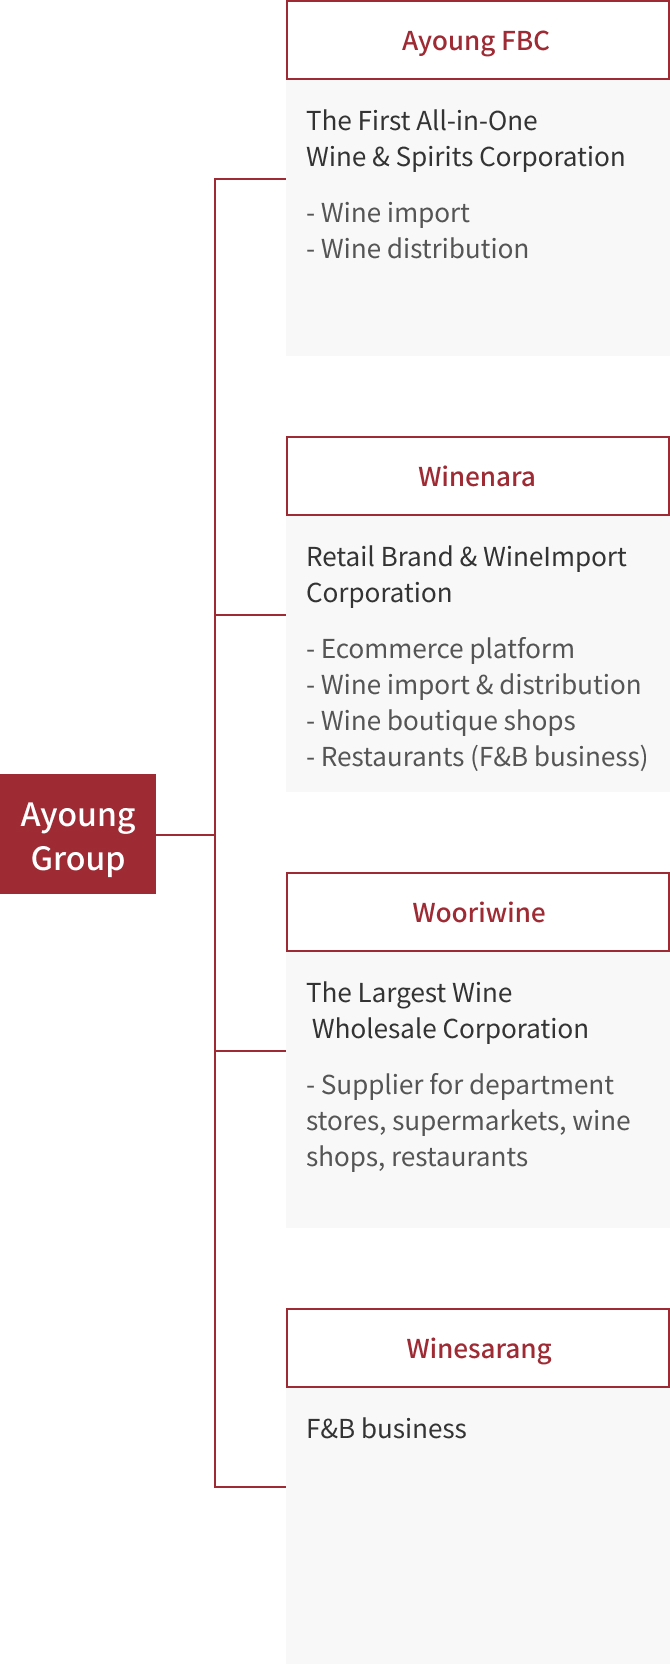 Ayoung FBC
The First All-in-One
Wine & Spirits Corporation
- Wine import
- Wine distribution
Winenara
Retail Brand & WineImport
Corporation
- Ecommerce platform
- Wine import & distribution
- Wine boutique shops
- Restaurants (F&B business)
Ayoung
Group
Wooriwine
The Largest Wine
Wholesale Corporation
- Supplier for department
stores, supermarkets, wine
shops, restaurants
Winesarang
F&B business